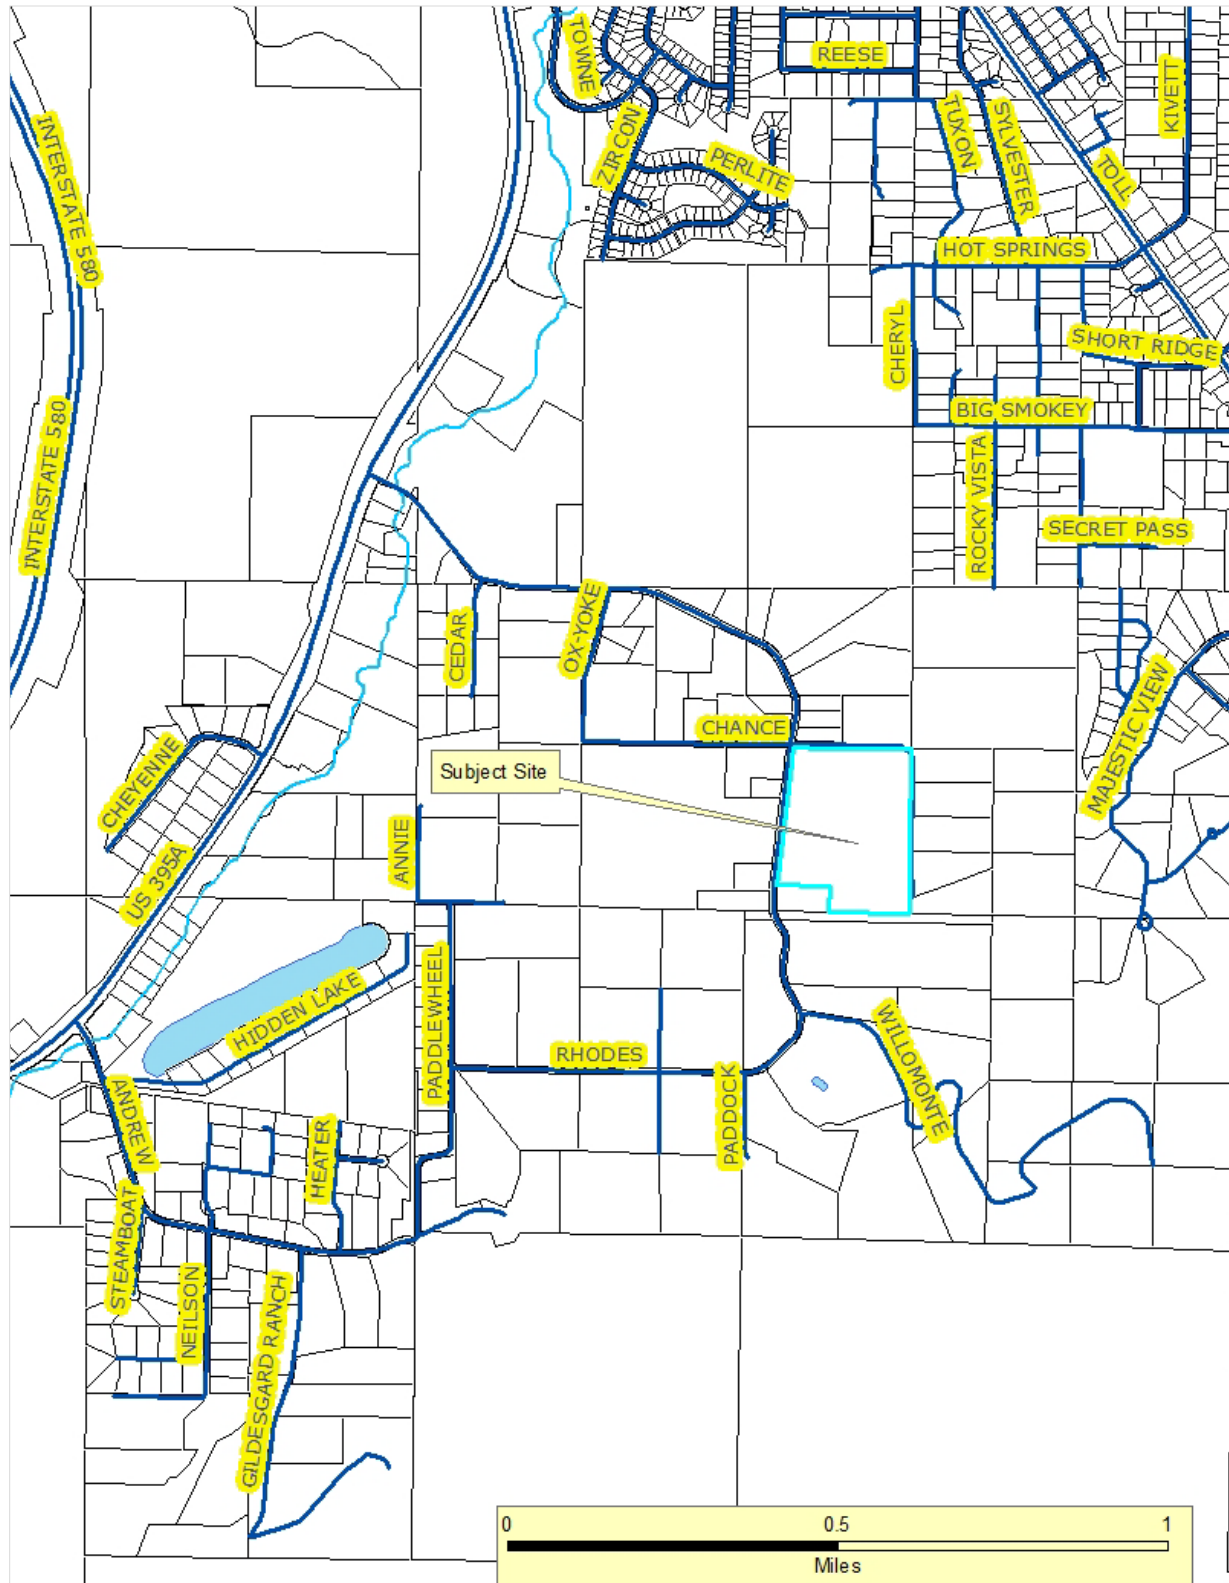 TOWNE
REESE
KIVETT
INTERSTATE 580
ZIRCON
PERLITE
TUXON
SYLVESTER
TOLL
HOT SPRINGS
CHERYL
SHORT RIDGE
BIG SMOKEY
INTERSTATE 580
ROCKY VISTA
SECRET PASS
CEDAR
OX-YOKE
MAJESTIC VIEW
CHANCE
CHEYENNE
Subject Site
ANNIE
US 395A
HIDDEN LAKE
PADDLEWHEEL
RHODES
WILLOMONTE
ANDREW
PADDOCK
HEATER
STEAMBOAT
NEILSON
GILDESGARD RANCH
0 0.5 1
Miles